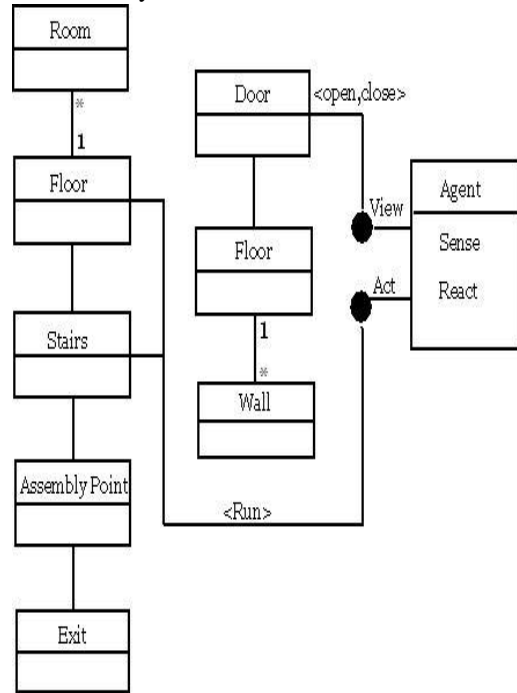 Room
*
1
Floor
Stairs
Assembly Point
Exit
Door
<open,close>
Floor
1
*
Wall
View
Act
Agent
Sense
React
<Run>